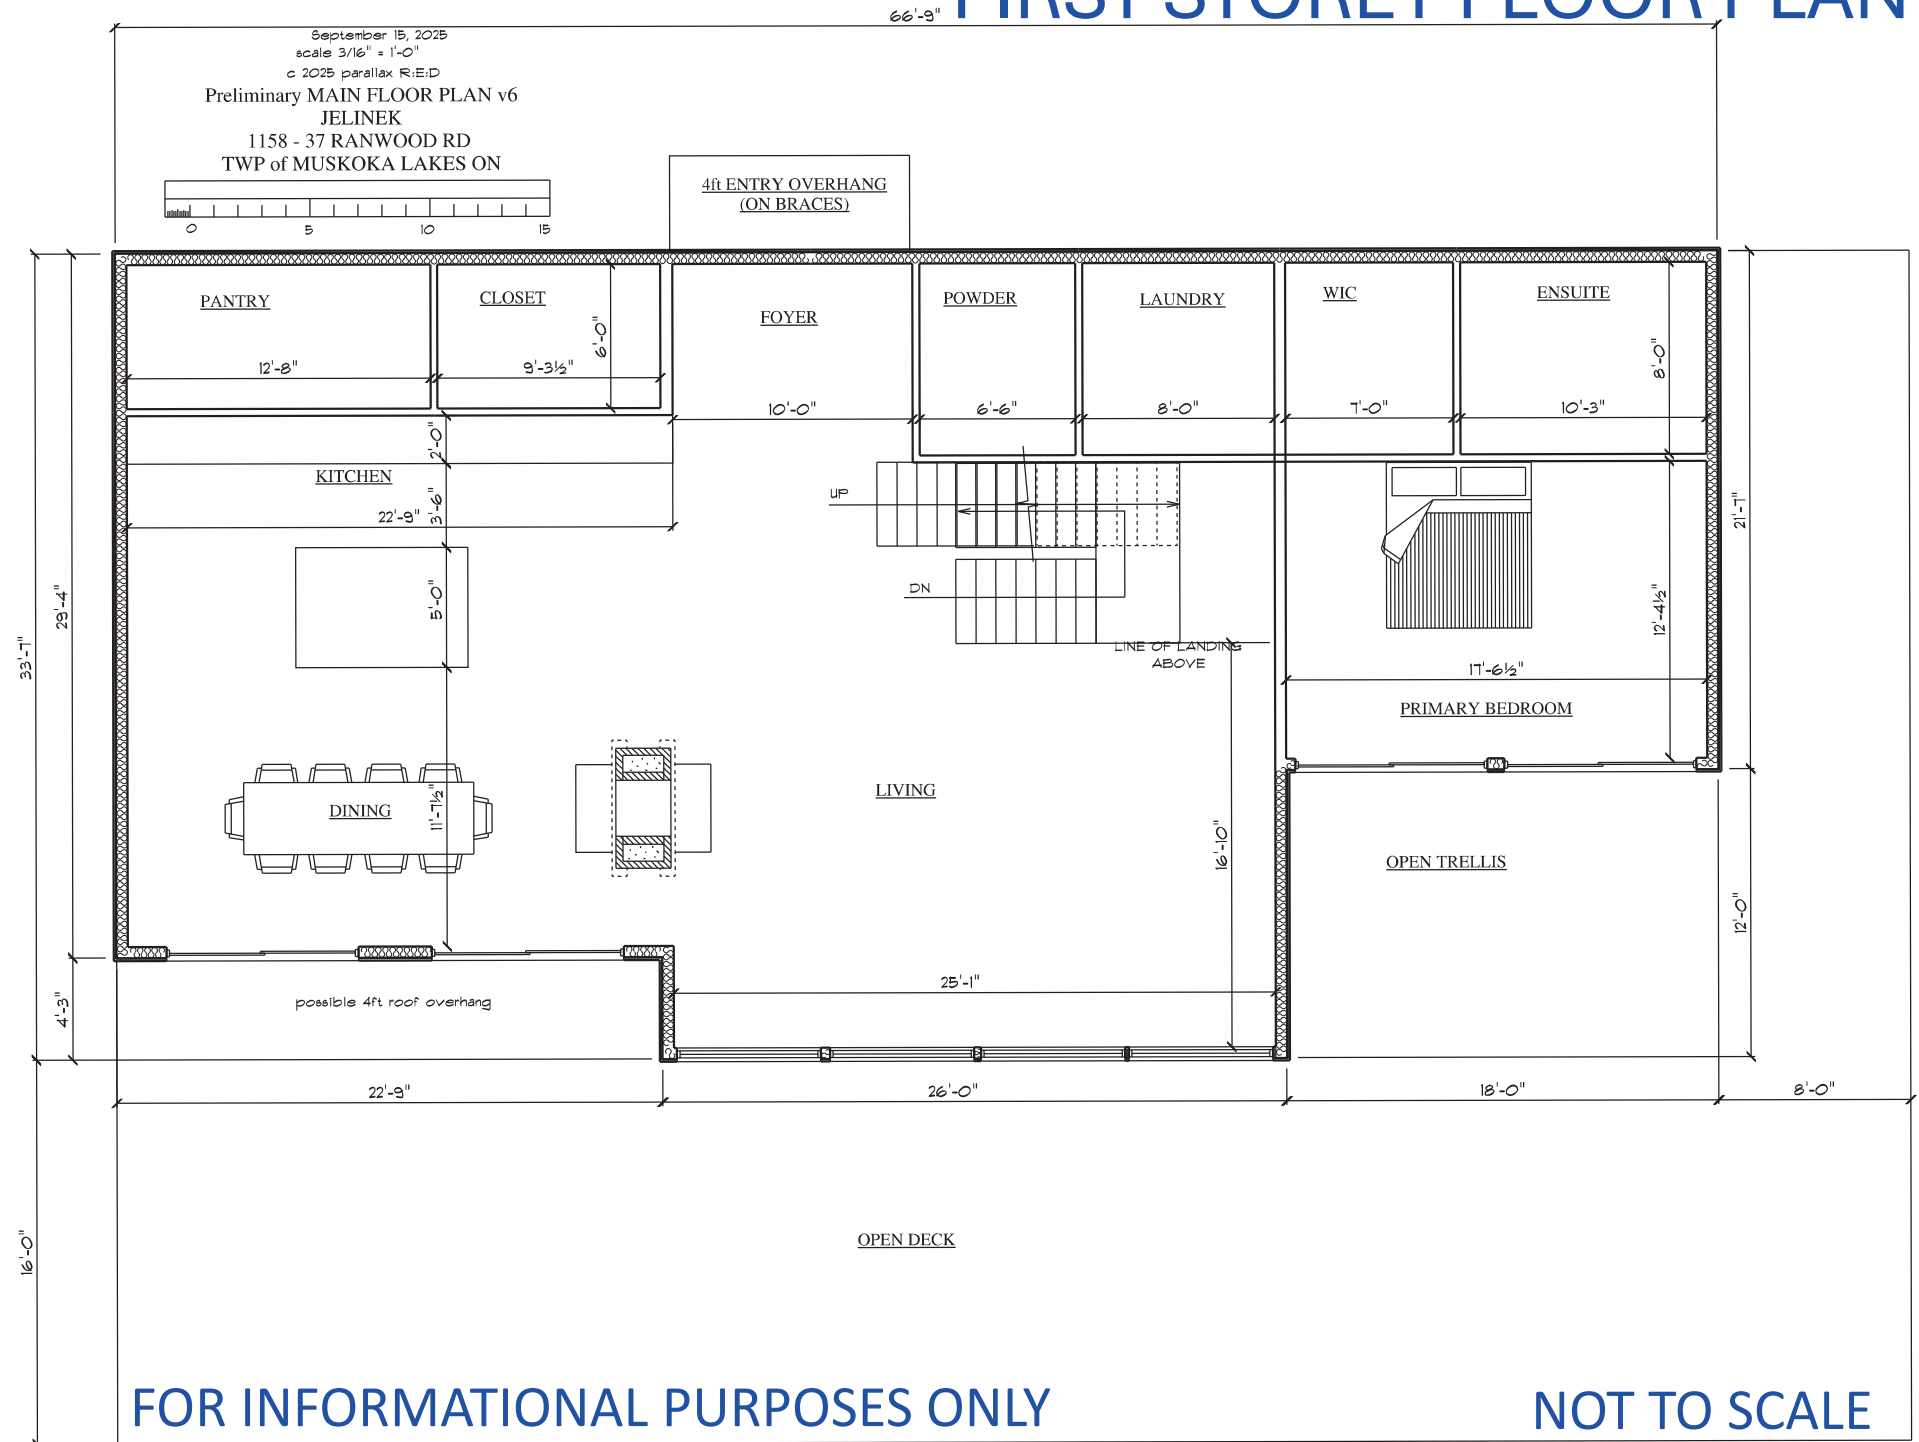 FIRST STOREY FLOOR PLAN
66'-9"
September 15, 2025
scale 3/16" = 1'-0"
c 2025 parallax R:E:D
Preliminary MAIN FLOOR PLAN v6
JELINEK
1158 - 37 RANWOOD RD
TWP of MUSKOKA LAKES ON
0 5 10 15
4ft ENTRY OVERHANG
(ON BRACES)
PANTRY
CLOSET
FOYER
POWDER
LAUNDRY
WIC
ENSUITE
12'-8"
9'-3½"
6'-0"
10'-0"
6'-6"
8'-0"
7'-0"
10'-3"
8'-0"
2'-0"
KITCHEN
22'-9"
3'-6"
UP
DN
5'-0"
29'-4"
33'-7"
21'-7"
12'-4½"
LINE OF LANDING
ABOVE
17'-6½"
PRIMARY BEDROOM
DINING
11'-7½"
LIVING
16'-10"
OPEN TRELLIS
12'-0"
possible 4ft roof overhang
4'-3"
25'-1"
22'-9"
26'-0"
18'-0"
8'-0"
16'-0"
OPEN DECK
FOR INFORMATIONAL PURPOSES ONLY
NOT TO SCALE